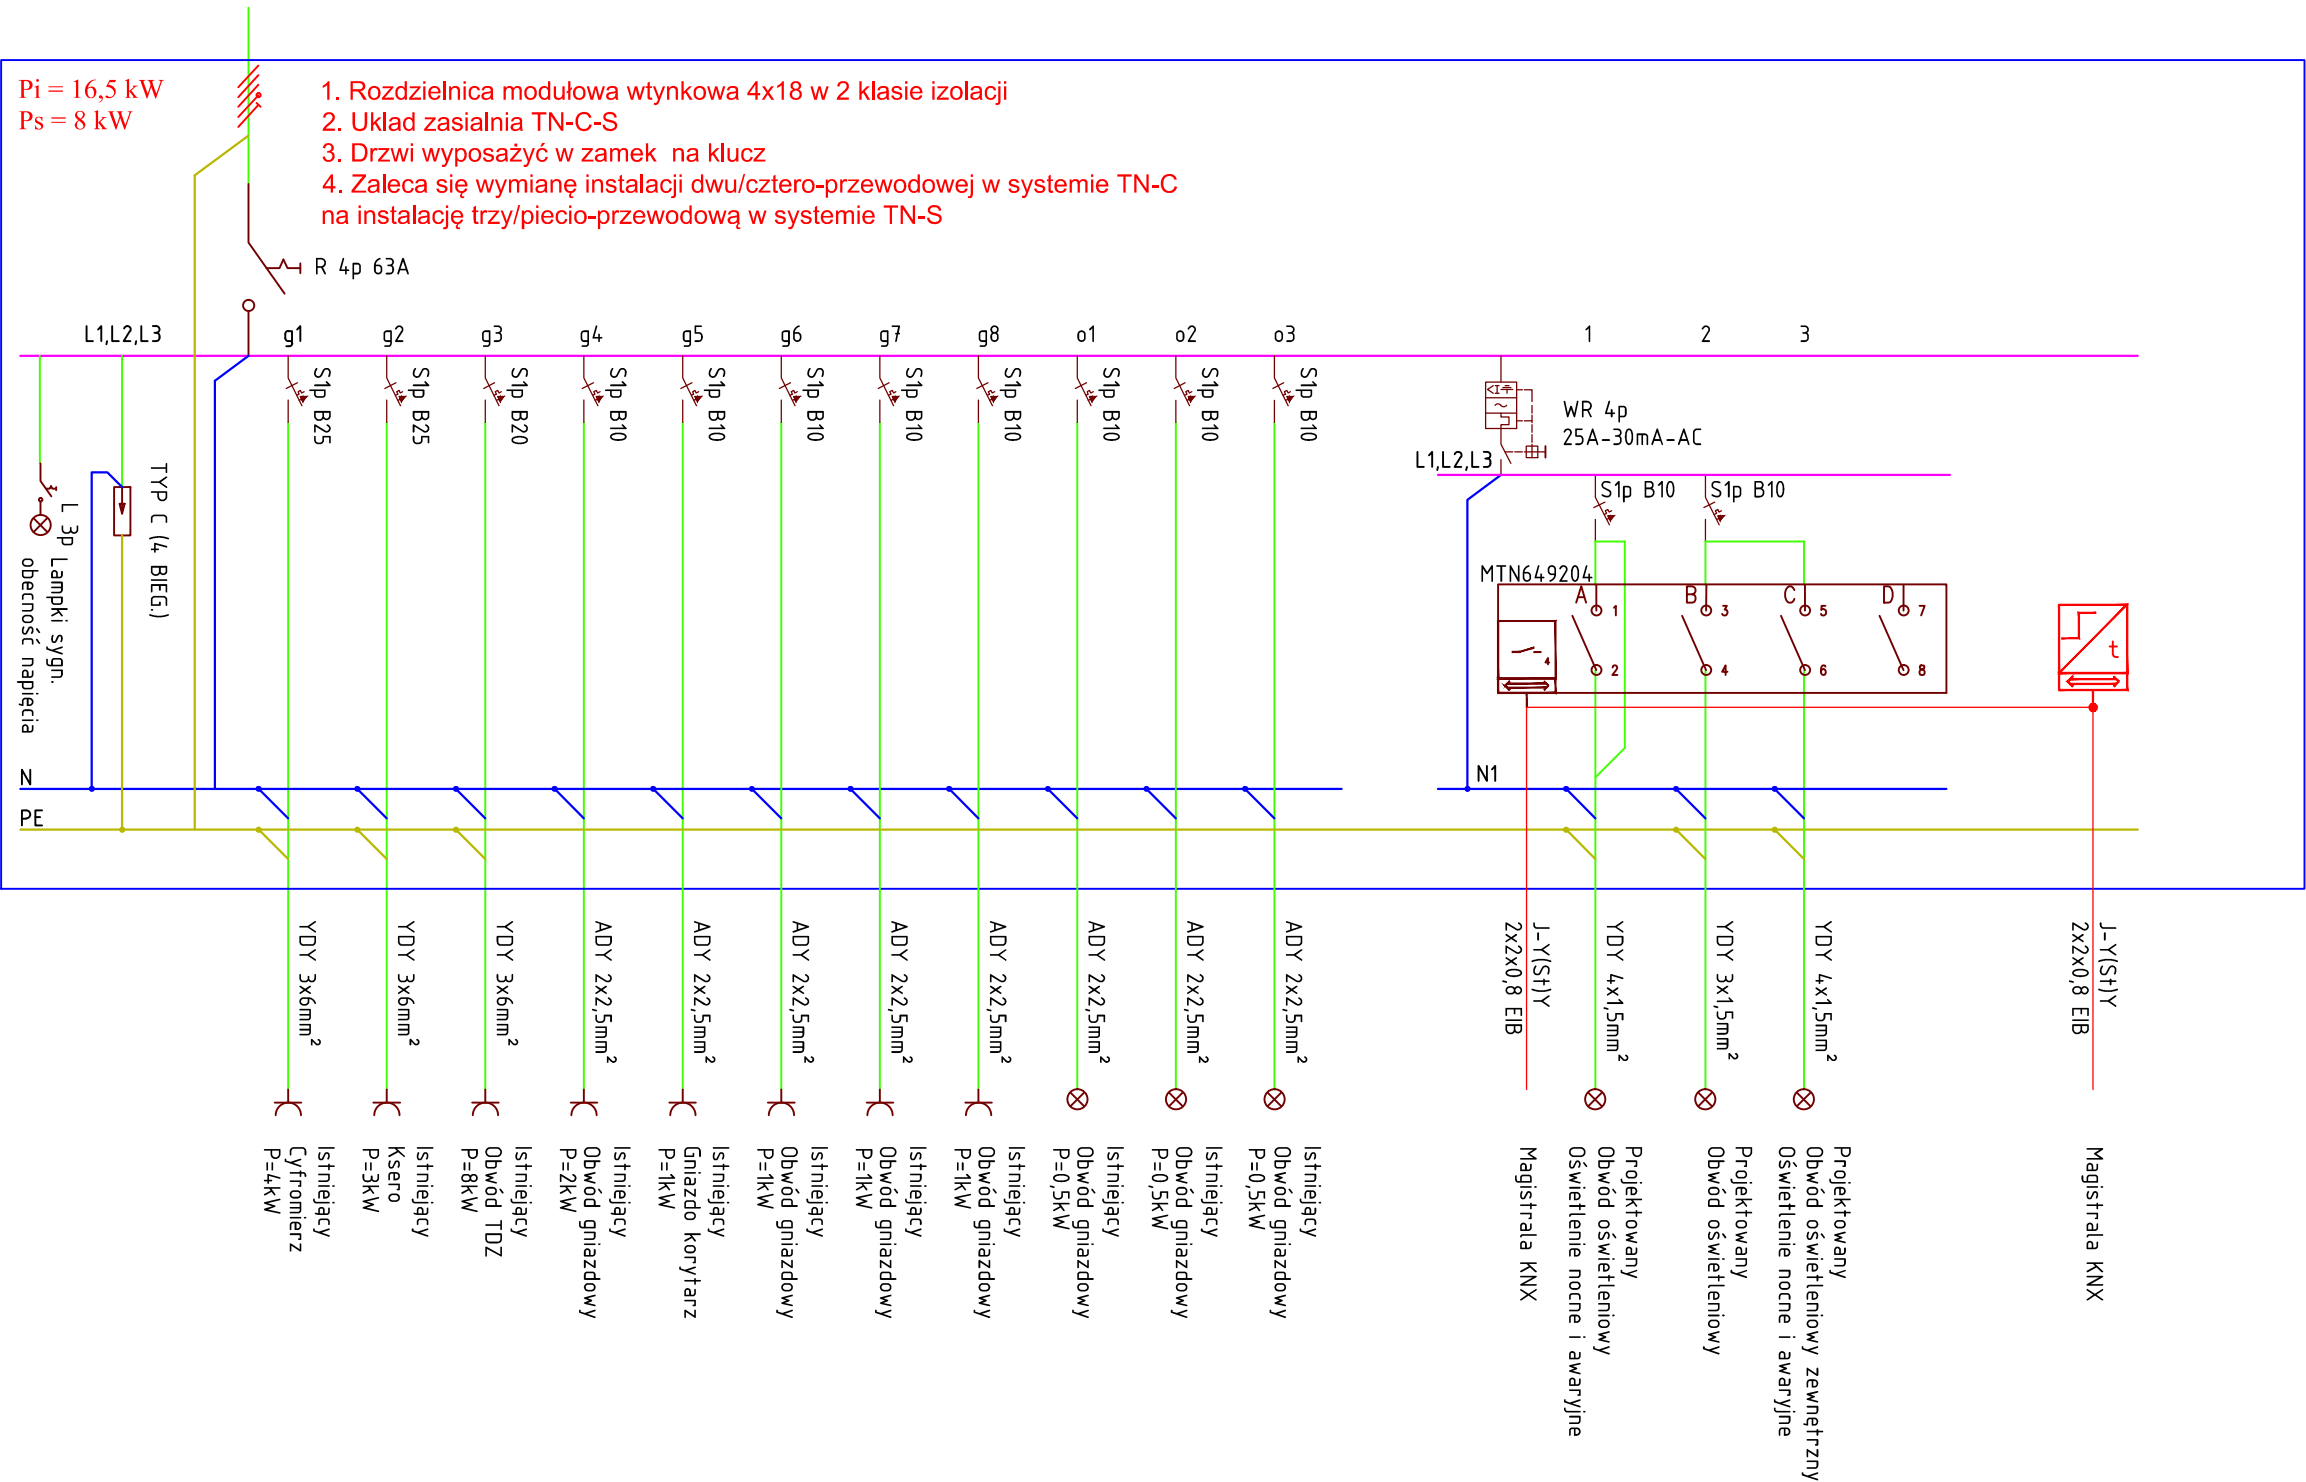 Pi = 16,5 kW
Ps = 8 kW
1. Rozdzielnica modułowa wtynkowa 4x18 w 2 klasie izolacji
2. Uklad zasialnia TN-C-S
3. Drzwi wyposażyć w zamek  na klucz
4. Zaleca się wymianę instalacji dwu/cztero-przewodowej w systemie TN-C
na instalację trzy/piecio-przewodową w systemie TN-S
R 4p 63A
L1,L2,L3
g1
g2
g3
g4
g5
g6
g7
g8
o1
o2
o3
1
2
3
S1p B25
S1p B25
S1p B20
S1p B10
S1p B10
S1p B10
S1p B10
S1p B10
S1p B10
S1p B10
S1p B10
WR 4p
25A-30mA-AC
L1,L2,L3
S1p B10
S1p B10
TYP C (4 BIEG.)
L 3p
Lampki sygn.
obecność napięcia
MTN649204
A
1
2
B
3
4
C
5
6
D
7
8
4
t
N
N1
PE
YDY 3x6mm²
YDY 3x6mm²
YDY 3x6mm²
ADY 2x2,5mm²
ADY 2x2,5mm²
ADY 2x2,5mm²
ADY 2x2,5mm²
ADY 2x2,5mm²
ADY 2x2,5mm²
ADY 2x2,5mm²
ADY 2x2,5mm²
J-Y(St)Y
2x2x0,8 EIB
YDY 4x1,5mm²
YDY 3x1,5mm²
YDY 4x1,5mm²
J-Y(St)Y
2x2x0,8 EIB
Istniejący
Cyfromierz
P=4kW
Istniejący
Ksero
P=3kW
Istniejący
Obwód TDZ
P=8kW
Istniejący
Obwód gniazdowy
P=2kW
Istniejący
Gniazdo korytarz
P=1kW
Istniejący
Obwód gniazdowy
P=1kW
Istniejący
Obwód gniazdowy
P=1kW
Istniejący
Obwód gniazdowy
P=1kW
Istniejący
Obwód gniazdowy
P=0,5kW
Istniejący
Obwód gniazdowy
P=0,5kW
Istniejący
Obwód gniazdowy
P=0,5kW
Magistrala KNX
Projektowany
Obwód oświetleniowy
Oświetlenie nocne i awaryjne
Projektowany
Obwód oświetleniowy
Projektowany
Obwód oświetleniowy zewnętrzny
Oświetlenie nocne i awaryjne
Magistrala KNX